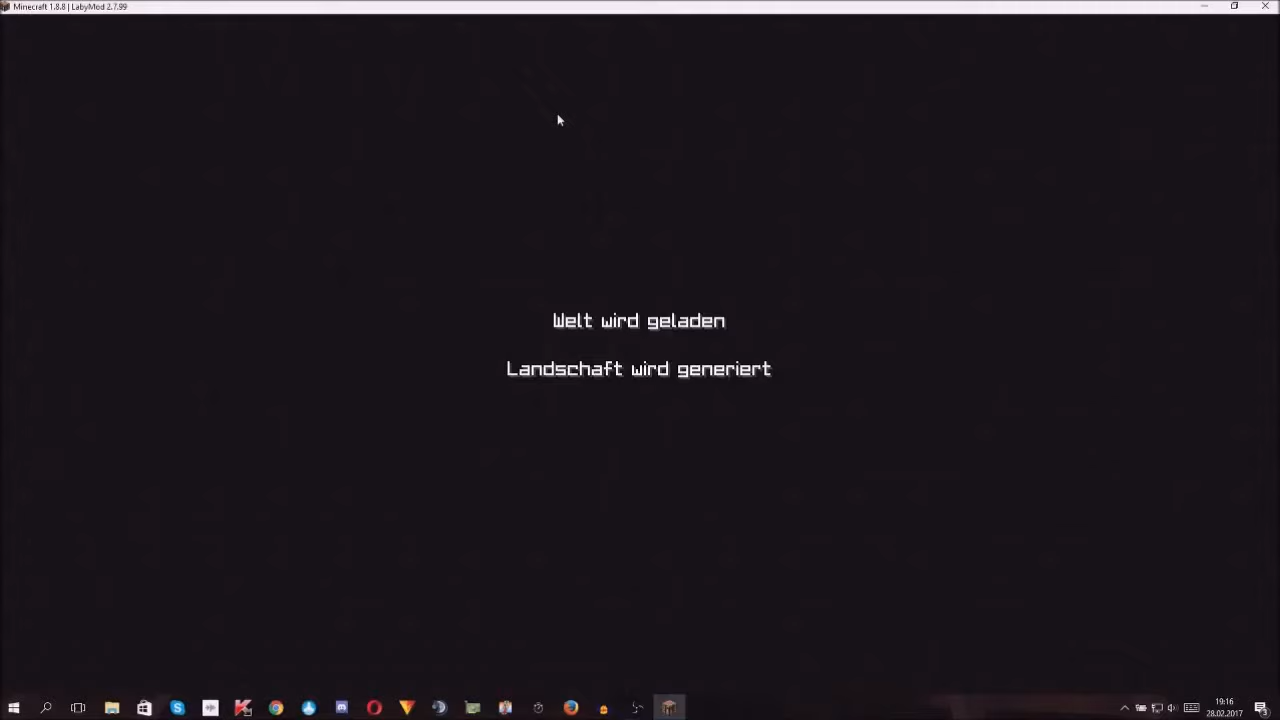 Minecraft 1.8.8 | LabyMod 2.7.99
Welt wird geladen
Landschaft wird generiert
19:16
28.02.2017